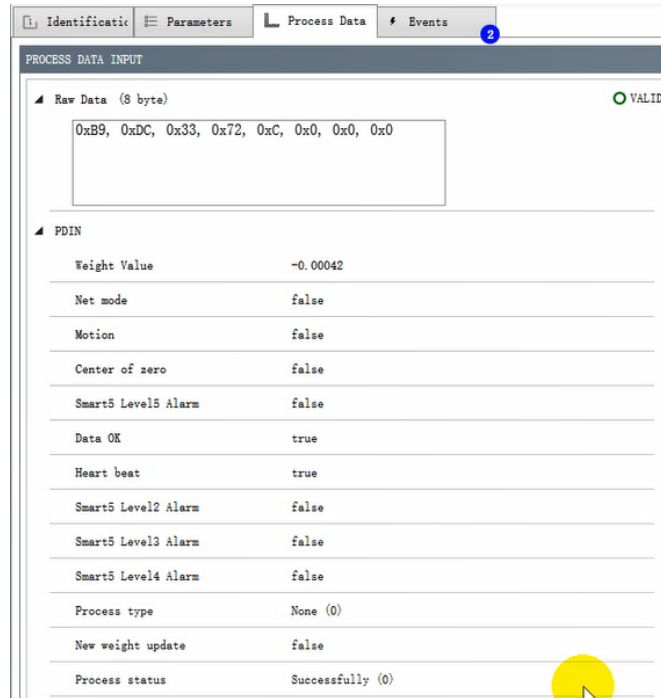 Identificatic Parameters Process Data Events
2
PROCESS DATA INPUT
Raw Data (8 byte) VALID
0xB9, 0xDC, 0x33, 0x72, 0xC, 0x0, 0x0, 0x0
PDIN
Weight Value -0.00042
Net mode false
Motion false
Center of zero false
Smart5 Level5 Alarm false
Data OK true
Heart beat true
Smart5 Level2 Alarm false
Smart5 Level3 Alarm false
Smart5 Level4 Alarm false
Process type None (0)
New weight update false
Process status Successfully (0)